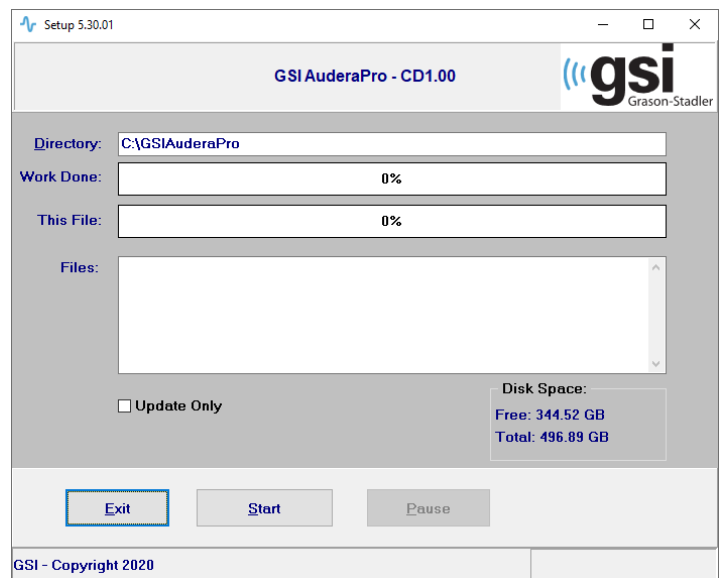 Setup 5.30.01
GSI AuderaPro - CD1.00
gsi
Grason-Stadler
Directory: C:\GSIAuderaPro
Work Done: 0%
This File: 0%
Files:
Update Only
Disk Space:
Free: 344.52 GB
Total: 496.89 GB
Exit Start Pause
GSI - Copyright 2020